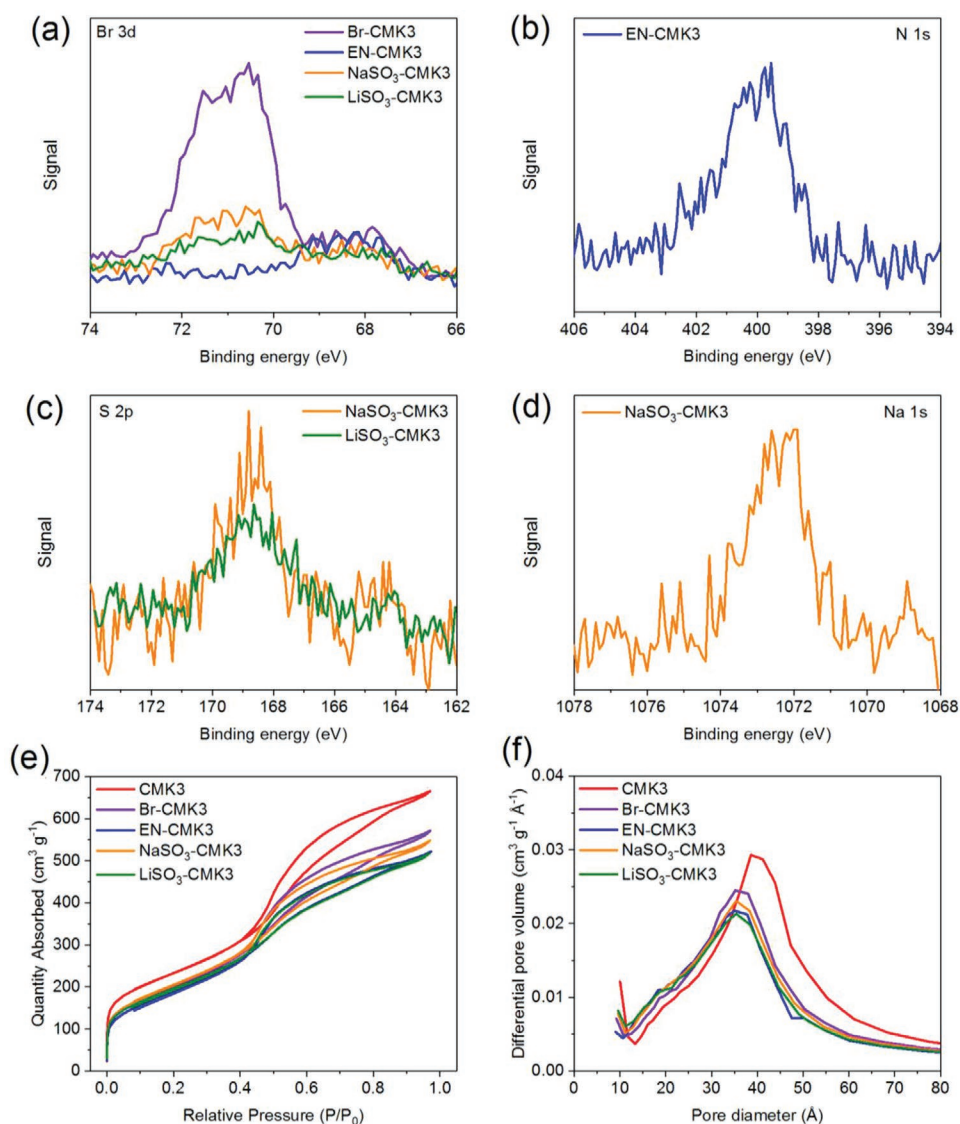 (a)
Br 3d
Br-CMK3
EN-CMK3
NaSO₃-CMK3
LiSO₃-CMK3
Signal
74 72 70 68 66
Binding energy (eV)
(b)
EN-CMK3
N 1s
Signal
406 404 402 400 398 396 394
Binding energy (eV)
(c)
S 2p
NaSO₃-CMK3
LiSO₃-CMK3
Signal
174 172 170 168 166 164 162
Binding energy (eV)
(d)
NaSO₃-CMK3
Na 1s
Signal
1078 1076 1074 1072 1070 1068
Binding energy (eV)
(e)
CMK3
Br-CMK3
EN-CMK3
NaSO₃-CMK3
LiSO₃-CMK3
Quantity Absorbed (cm³ g⁻¹)
700
600
500
400
300
200
100
0
0.0 0.2 0.4 0.6 0.8 1.0
Relative Pressure (P/P₀)
(f)
CMK3
Br-CMK3
EN-CMK3
NaSO₃-CMK3
LiSO₃-CMK3
Differential pore volume (cm³ g⁻¹ Å⁻¹)
0.04
0.03
0.02
0.01
0.00
0 10 20 30 40 50 60 70 80
Pore diameter (Å)